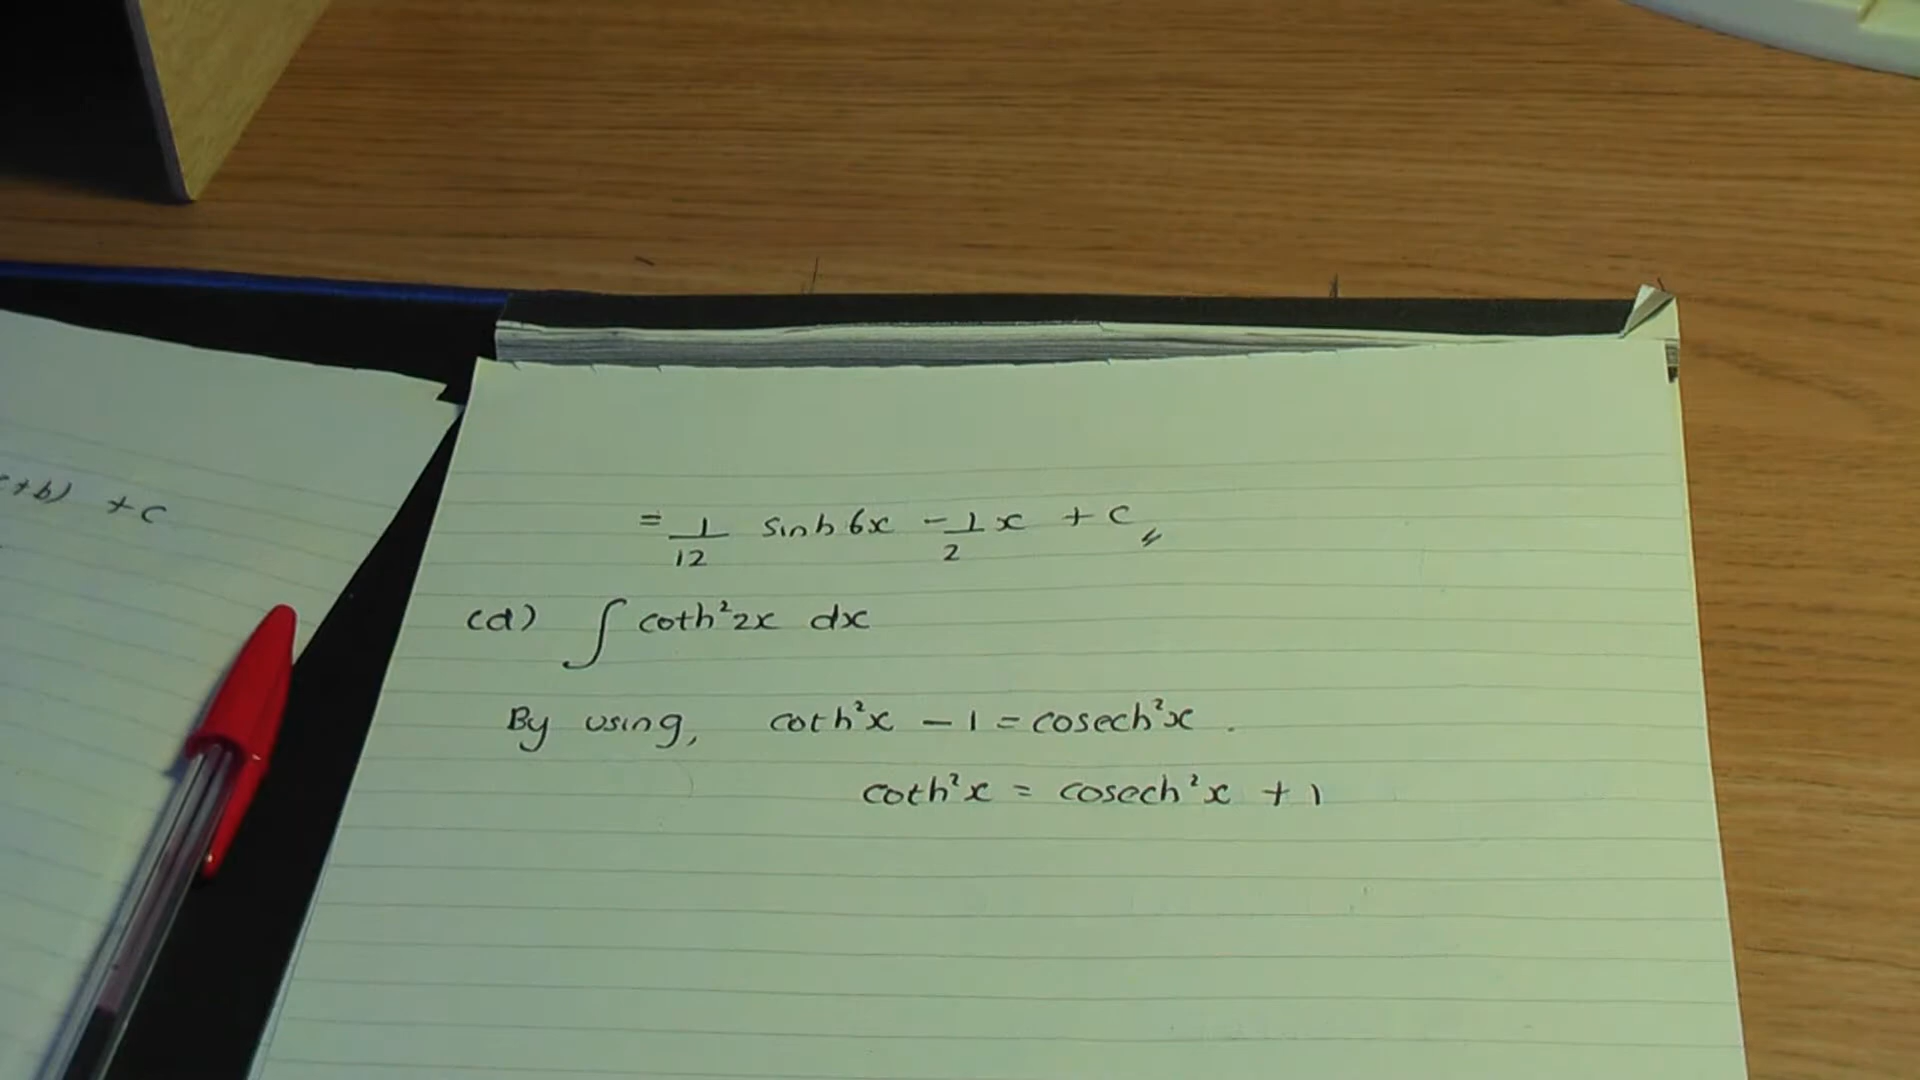 +b) + c
= 1/12 sinh 6x - 1/2 x + c
(d) ∫ coth²2x dx
By using, coth²x - 1 = cosech²x.
coth²x = cosech²x + 1